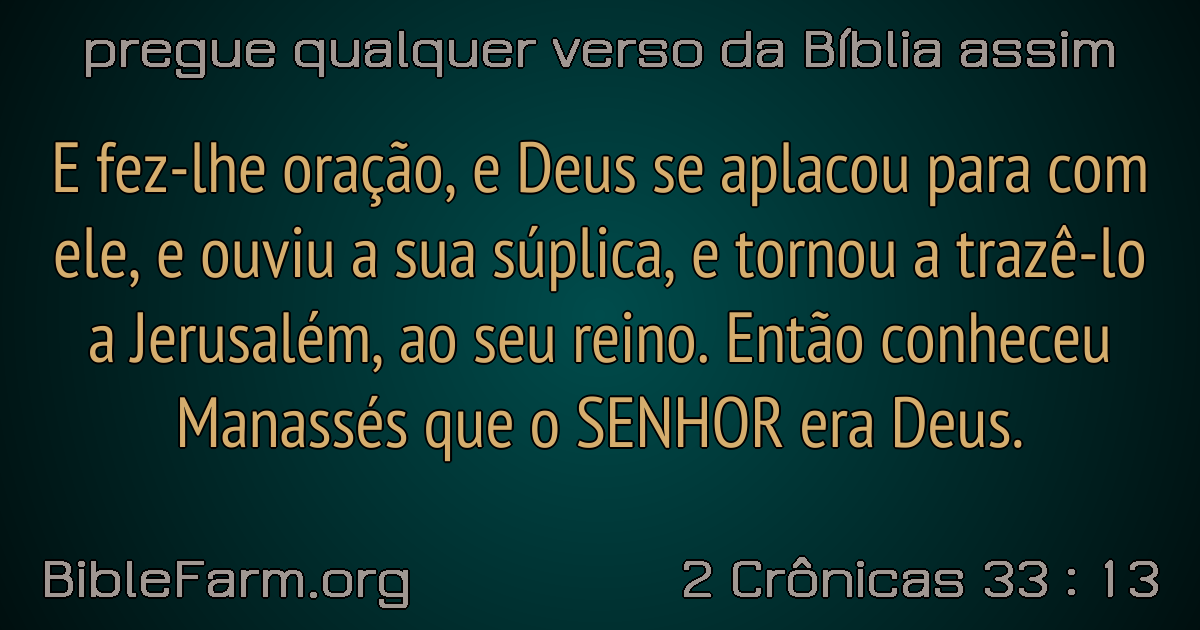 pregue qualquer verso da Bíblia assim
E fez-lhe oração, e Deus se aplacou para com
ele, e ouviu a sua súplica, e tornou a trazê-lo
a Jerusalém, ao seu reino. Então conheceu
Manassés que o SENHOR era Deus.
BibleFarm.org
2 Crônicas 33 : 13